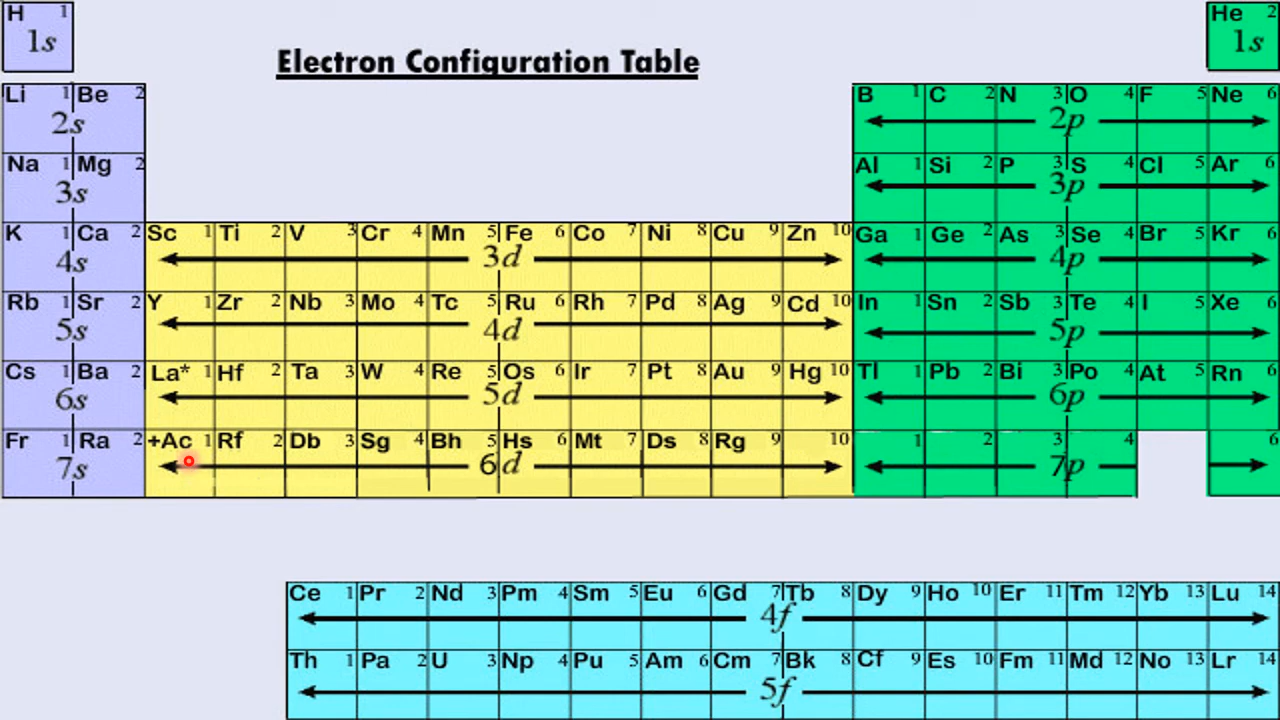 H 1 He 2
1s 1s
Electron Configuration Table
Li 1 Be 2 B 1 C 2 N 3 O 4 F 5 Ne 6
2s 2p
Na 1 Mg 2 Al 1 Si 2 P 3 S 4 Cl 5 Ar 6
3s 3p
K 1 Ca 2 Sc 1 Ti 2 V 3 Cr 4 Mn 5 Fe 6 Co 7 Ni 8 Cu 9 Zn 10 Ga 1 Ge 2 As 3 Se 4 Br 5 Kr 6
4s 3d 4p
Rb 1 Sr 2 Y 1 Zr 2 Nb 3 Mo 4 Tc 5 Ru 6 Rh 7 Pd 8 Ag 9 Cd 10 In 1 Sn 2 Sb 3 Te 4 I 5 Xe 6
5s 4d 5p
Cs 1 Ba 2 La* 1 Hf 2 Ta 3 W 4 Re 5 Os 6 Ir 7 Pt 8 Au 9 Hg 10 Tl 1 Pb 2 Bi 3 Po 4 At 5 Rn 6
6s 5d 6p
Fr 1 Ra 2 +Ac 1 Rf 2 Db 3 Sg 4 Bh 5 Hs 6 Mt 7 Ds 8 Rg 9 10 1 2 3 4 6
7s 6d 7p
Ce 1 Pr 2 Nd 3 Pm 4 Sm 5 Eu 6 Gd 7 Tb 8 Dy 9 Ho 10 Er 11 Tm 12 Yb 13 Lu 14
4f
Th 1 Pa 2 U 3 Np 4 Pu 5 Am 6 Cm 7 Bk 8 Cf 9 Es 10 Fm 11 Md 12 No 13 Lr 14
5f